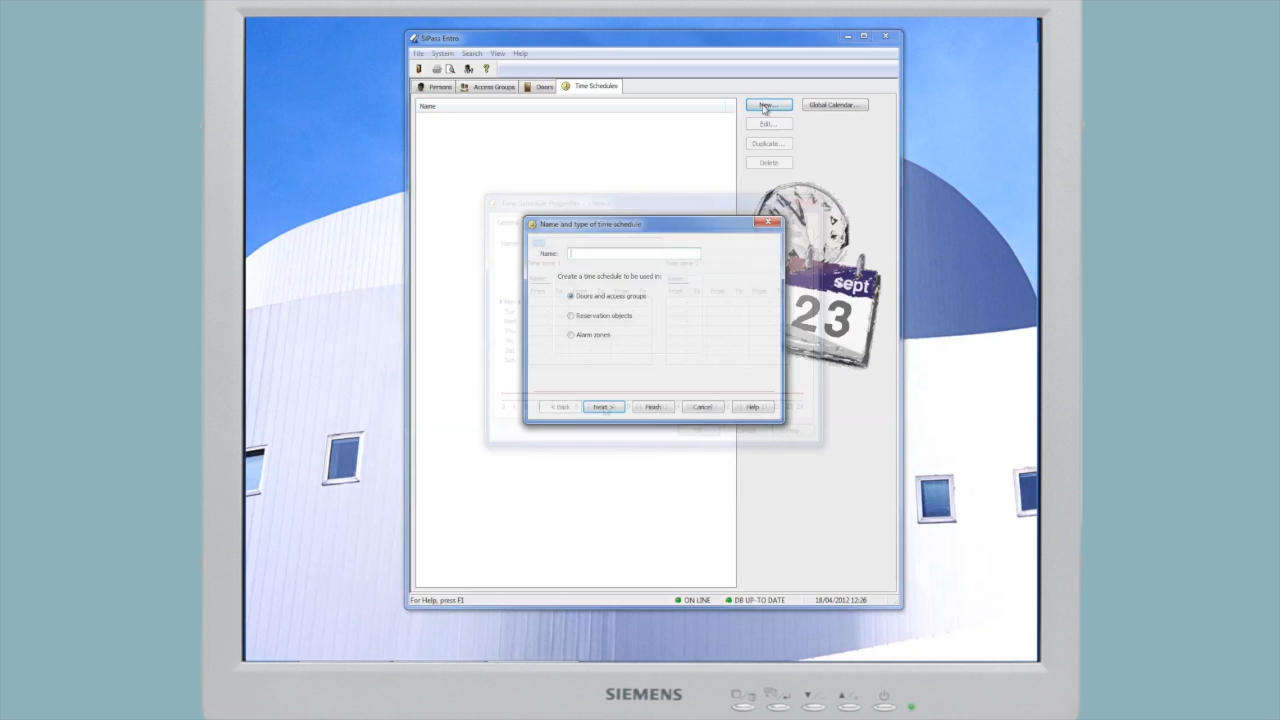 SiPass Entro
File System Search View Help
Persons Access Groups Doors Time Schedules
Name
New...
Global Calendar...
Edit...
Duplicate...
Delete
Time Schedule Properties
Name and type of time schedule
Name:
Create a time schedule to be used in:
Doors and access groups
Reservation objects
Alarm zones
< Back Next > Finish Cancel Help
sept
23
For Help, press F1
ON LINE
DB UP-TO DATE
18/04/2012 12:26
SIEMENS